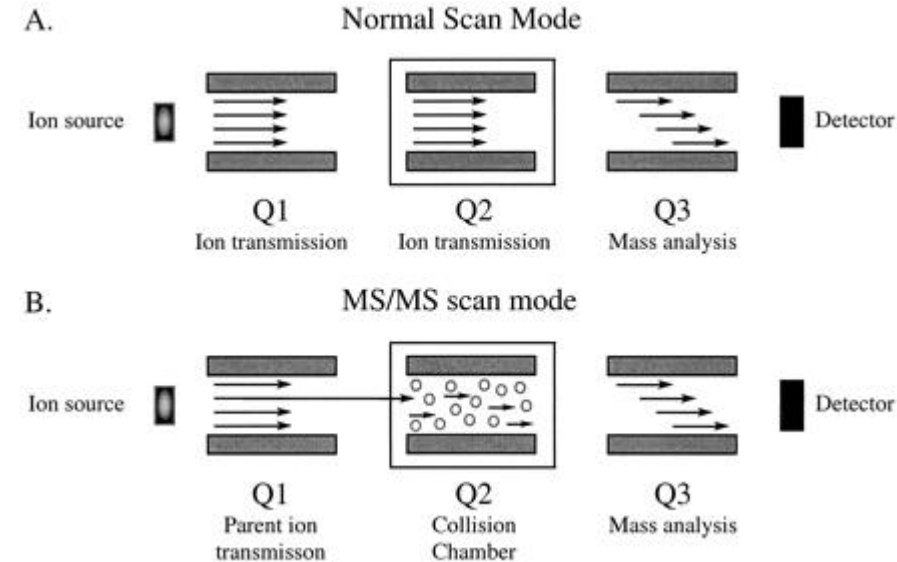 A.
Normal Scan Mode
Ion source
Detector
Q1
Q2
Q3
Ion transmission
Ion transmission
Mass analysis
B.
MS/MS scan mode
Ion source
Detector
Q1
Q2
Q3
Parent ion
transmisson
Collision
Chamber
Mass analysis